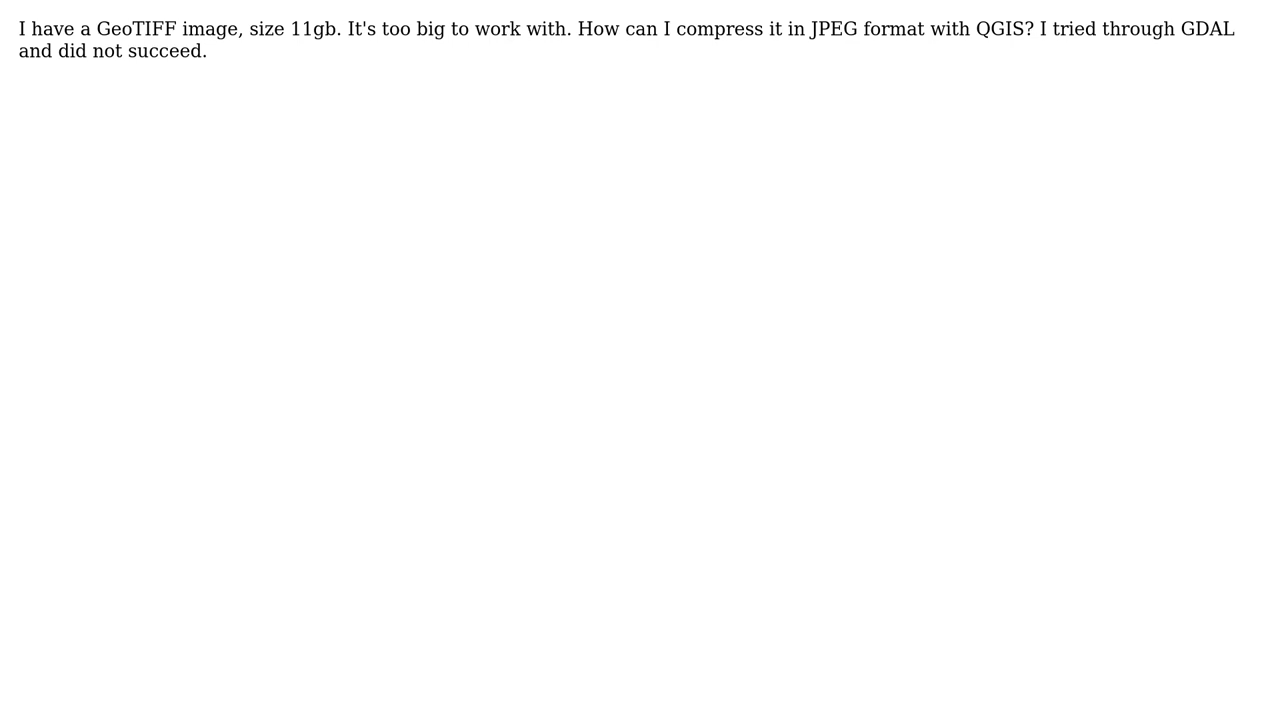 I have a GeoTIFF image, size 11gb. It's too big to work with. How can I compress it in JPEG format with QGIS? I tried through GDAL
and did not succeed.